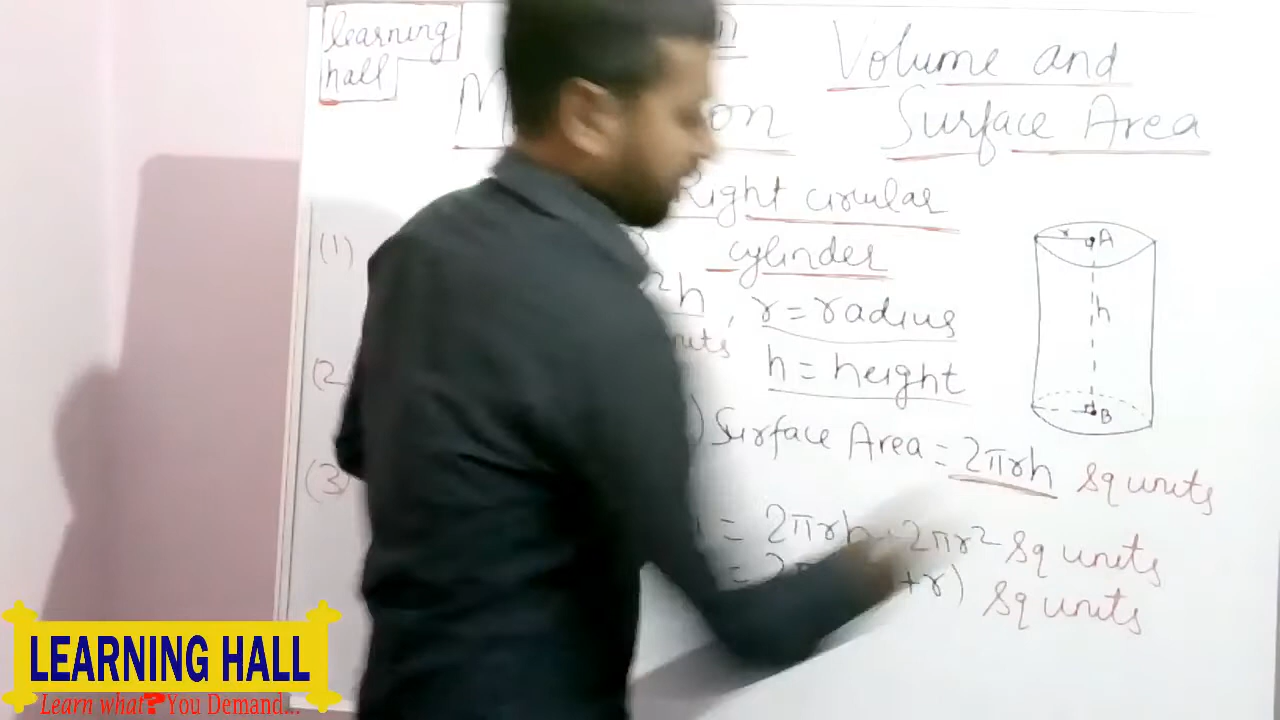 learning
hall
Volume and
Surface Area
Right circular
cylinder
(1)
²h, r = radius
h = height
(2
Surface Area = 2πrh sq units
(3)
= 2πrh + 2πr² sq units
+r) sq units
r
A
h
B
LEARNING HALL
Learn what? You Demand...